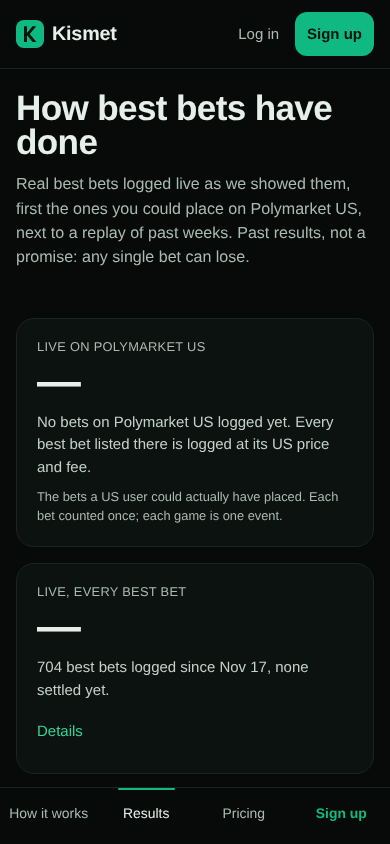 Kismet
Log in
Sign up
How best bets have
done
Real best bets logged live as we showed them,
first the ones you could place on Polymarket US,
next to a replay of past weeks. Past results, not a
promise: any single bet can lose.
LIVE ON POLYMARKET US
—
No bets on Polymarket US logged yet. Every
best bet listed there is logged at its US price
and fee.
The bets a US user could actually have placed. Each
bet counted once; each game is one event.
LIVE, EVERY BEST BET
—
704 best bets logged since Nov 17, none
settled yet.
Details
How it works
Results
Pricing
Sign up